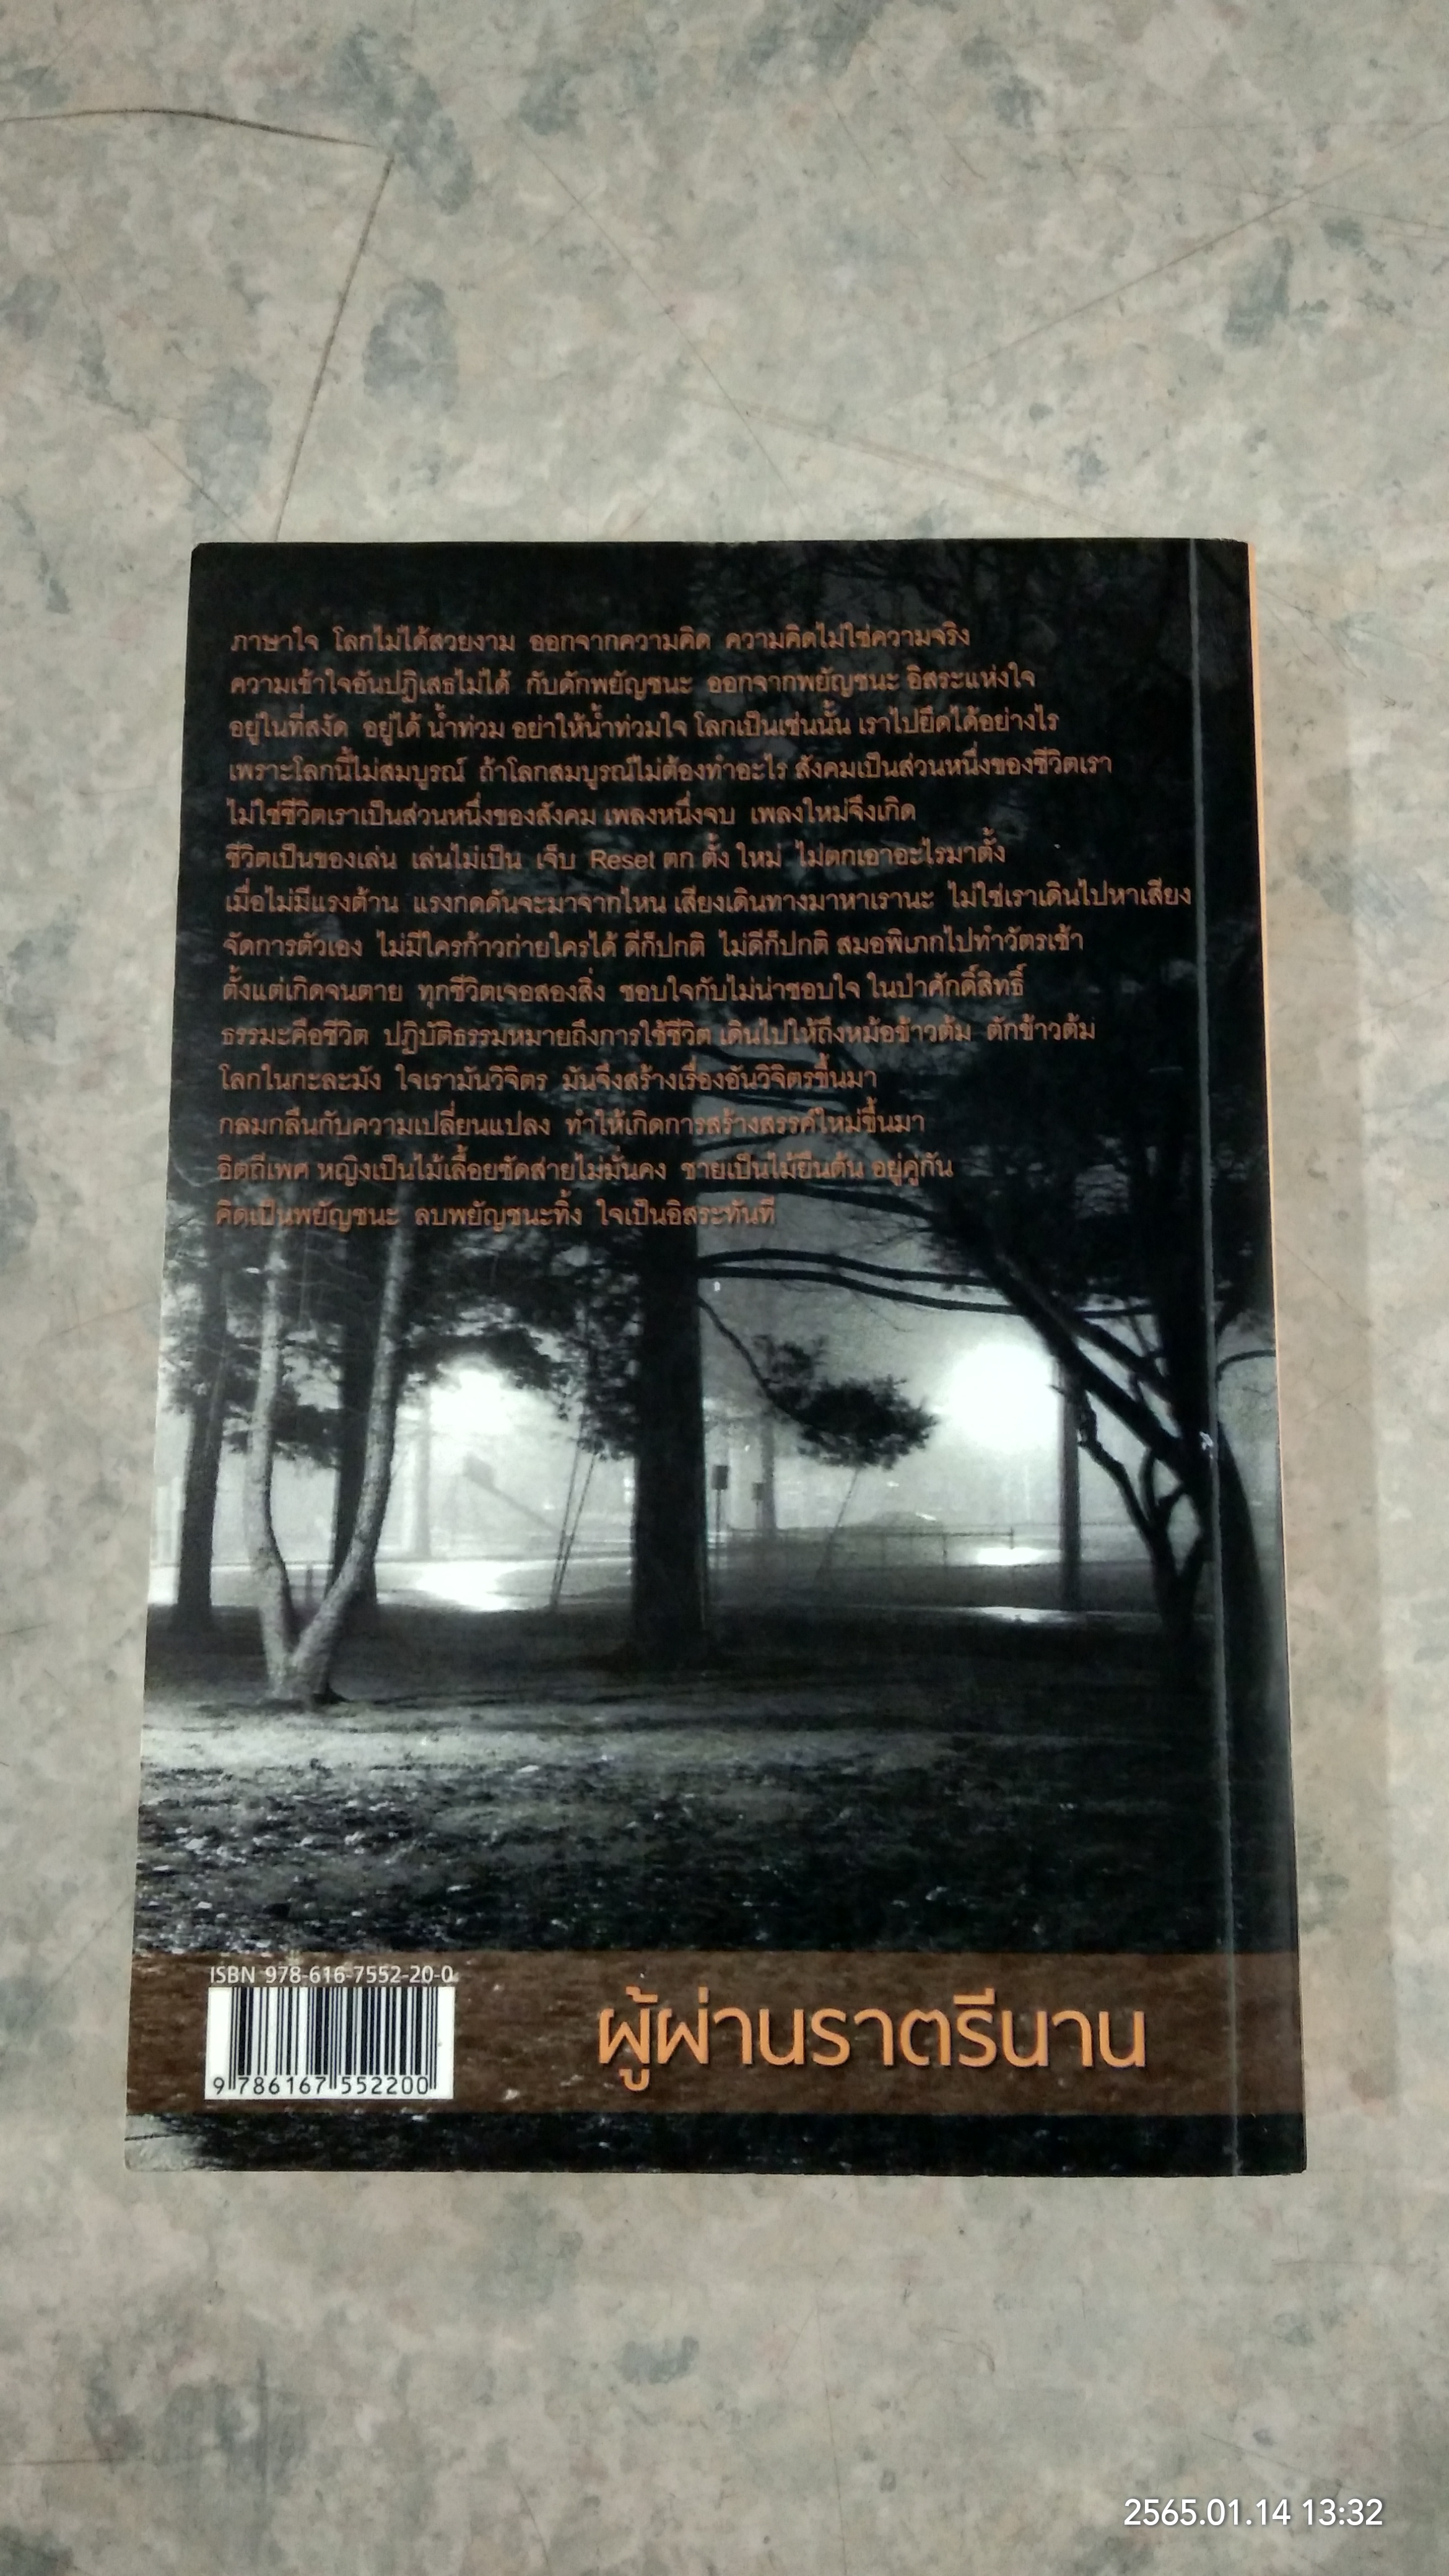 ภาษาใจ โลกไม่ได้สวยงาม ออกจากความคิด ความคิดไม่ใช่ความจริง
ความเข้าใจอันปฏิเสธไม่ได้ กับดักพยัญชนะ ออกจากพยัญชนะ อิสระแห่งใจ
อยู่ในที่สงัด อยู่ได้ น้ำท่วม อย่าให้น้ำท่วมใจ โลกเป็นเช่นนั้น เราไปยึดได้อย่างไร
เพราะโลกนี้ไม่สมบูรณ์ ถ้าโลกสมบูรณ์ไม่ต้องทำอะไร สังคมเป็นส่วนหนึ่งของชีวิตเรา
ไม่ใช่ชีวิตเราเป็นส่วนหนึ่งของสังคม เพลงหนึ่งจบ เพลงใหม่จึงเกิด
ชีวิตเป็นของเล่น เล่นไม่เป็น เจ็บ Reset ตก ตั้ง ใหม่ ไม่ตกเอาอะไรมาตั้ง
เมื่อไม่มีแรงต้าน แรงกดดันจะมาจากไหน เสียงเดินทางมาหาเรานะ ไม่ใช่เราเดินไปหาเสียง
จัดการตัวเอง ไม่มีใครก้าวก่ายใครได้ ดีก็ปกติ ไม่ดีก็ปกติ สมอพิเภกไปทำวัตรเช้า
ตั้งแต่เกิดจนตาย ทุกชีวิตเจอสองสิ่ง ชอบใจกับไม่น่าชอบใจ ในป่าศักดิ์สิทธิ์
ธรรมะคือชีวิต ปฏิบัติธรรมหมายถึงการใช้ชีวิต เดินไปให้ถึงหม้อข้าวต้ม ตักข้าวต้ม
โลกในกะละมัง ใจเรามันวิจิตร มันจึงสร้างเรื่องอันวิจิตรขึ้นมา
กลมกลืนกับความเปลี่ยนแปลง ทำให้เกิดการสร้างสรรค์ใหม่ขึ้นมา
อิตถีเพศ หญิงเป็นไม้เลื้อยซัดส่ายไม่มั่นคง ชายเป็นไม้ยืนต้น อยู่คู่กัน
คิดเป็นพยัญชนะ ลบพยัญชนะทิ้ง ใจเป็นอิสระทันที
ISBN 978-616-7552-20-0
9 786167 552200
ผู้ผ่านราตรีนาน
2565.01.14 13:32